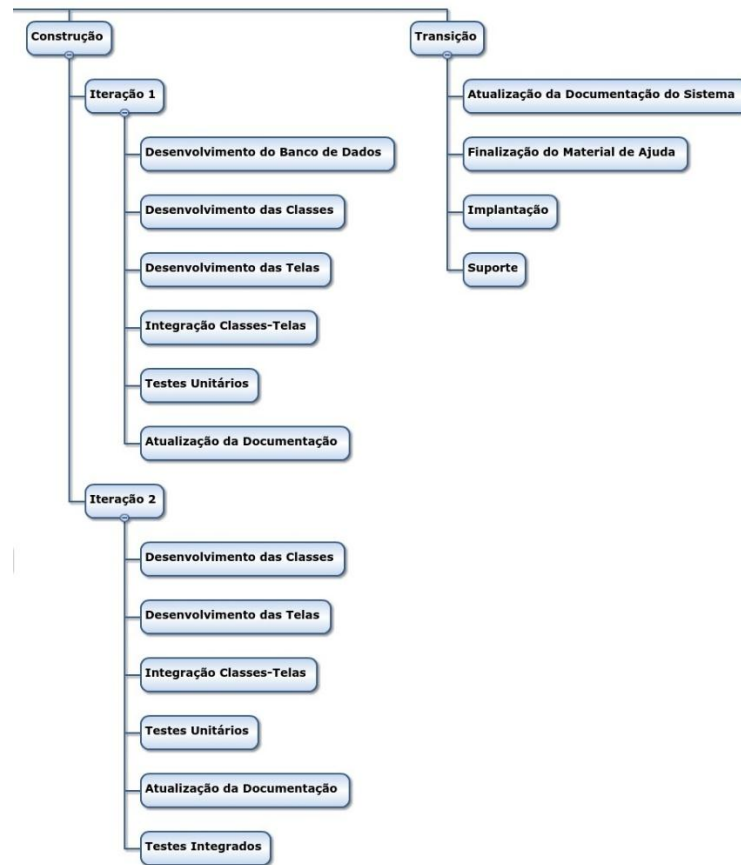 Construção
Iteração 1
Desenvolvimento do Banco de Dados
Desenvolvimento das Classes
Desenvolvimento das Telas
Integração Classes-Telas
Testes Unitários
Atualização da Documentação
Iteração 2
Desenvolvimento das Classes
Desenvolvimento das Telas
Integração Classes-Telas
Testes Unitários
Atualização da Documentação
Testes Integrados
Transição
Atualização da Documentação do Sistema
Finalização do Material de Ajuda
Implantação
Suporte